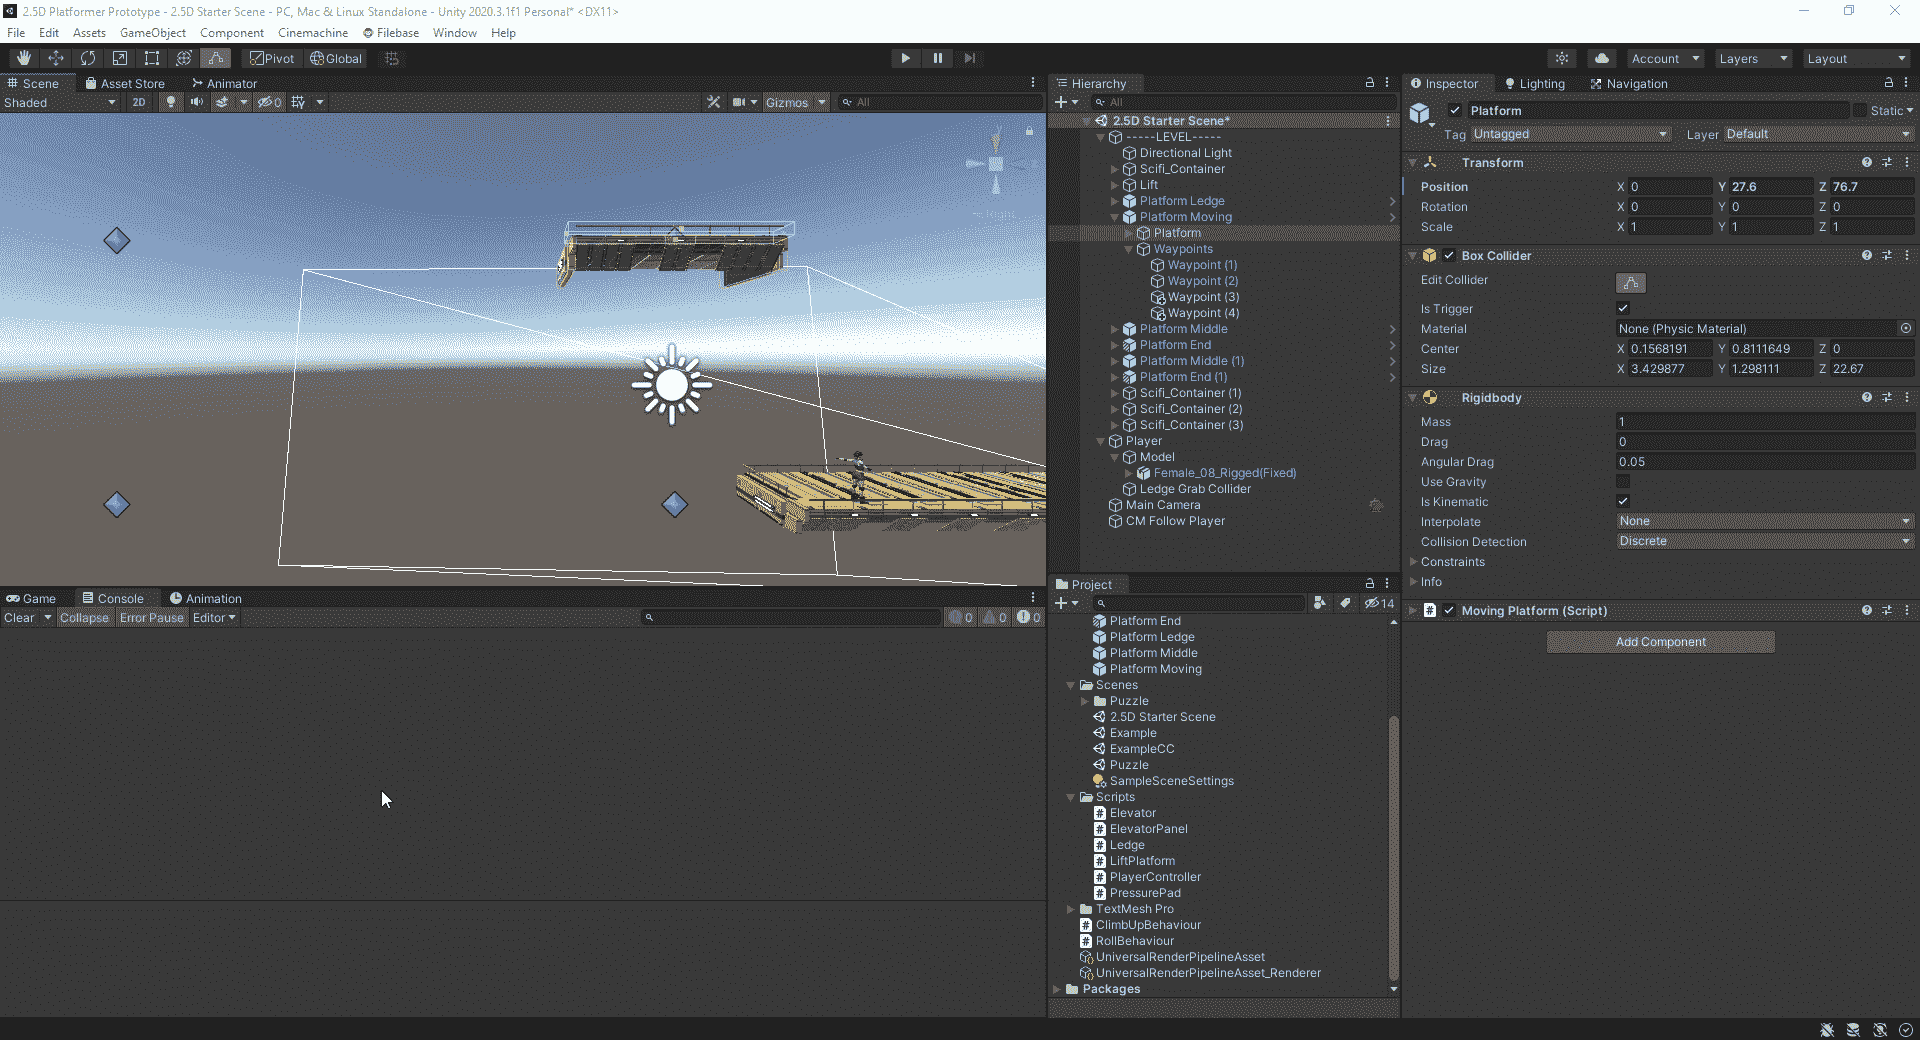 2.5D Platformer Prototype - 2.5D Starter Scene - PC, Mac & Linux Standalone - Unity 2020.3.1f1 Personal* <DX11>
File Edit Assets GameObject Component Cinemachine Filebase Window Help
Pivot Global Account Layers Layout
Scene Asset Store Animator
Shaded 2D 0 Gizmos All
Right
Game Console Animation
Clear Collapse Error Pause Editor 0 0 0
Hierarchy
All
2.5D Starter Scene*
-----LEVEL-----
Directional Light
Scifi_Container
Lift
Platform Ledge
Platform Moving
Platform
Waypoints
Waypoint (1)
Waypoint (2)
Waypoint (3)
Waypoint (4)
Platform Middle
Platform End
Platform Middle (1)
Platform End (1)
Scifi_Container (1)
Scifi_Container (2)
Scifi_Container (3)
Player
Model
Female_08_Rigged(Fixed)
Ledge Grab Collider
Main Camera
CM Follow Player
Project
14
Platform End
Platform Ledge
Platform Middle
Platform Moving
Scenes
Puzzle
2.5D Starter Scene
Example
ExampleCC
Puzzle
SampleSceneSettings
Scripts
Elevator
ElevatorPanel
Ledge
LiftPlatform
PlayerController
PressurePad
TextMesh Pro
ClimbUpBehaviour
RollBehaviour
UniversalRenderPipelineAsset
UniversalRenderPipelineAsset_Renderer
Packages
Inspector Lighting Navigation
Platform Static
Tag Untagged Layer Default
Transform
Position X 0 Y 27.6 Z 76.7
Rotation X 0 Y 0 Z 0
Scale X 1 Y 1 Z 1
Box Collider
Edit Collider
Is Trigger
Material None (Physic Material)
Center X 0.1568191 Y 0.8111649 Z 0
Size X 3.429877 Y 1.298111 Z 22.67
Rigidbody
Mass 1
Drag 0
Angular Drag 0.05
Use Gravity
Is Kinematic
Interpolate None
Collision Detection Discrete
Constraints
Info
Moving Platform (Script)
Add Component